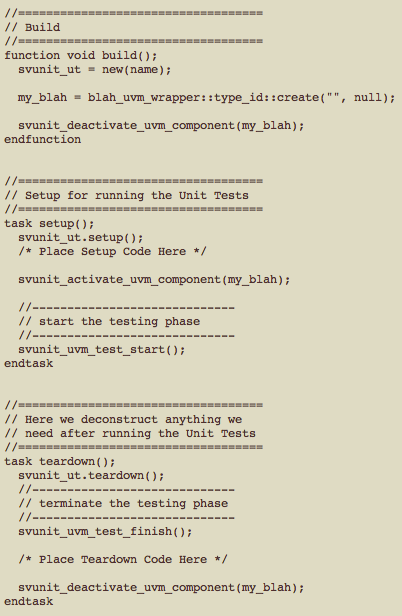 //===================================
// Build
//===================================
function void build();
  svunit_ut = new(name);

  my_blah = blah_uvm_wrapper::type_id::create("", null);

  svunit_deactivate_uvm_component(my_blah);
endfunction


//===================================
// Setup for running the Unit Tests
//===================================
task setup();
  svunit_ut.setup();
  /* Place Setup Code Here */

  svunit_activate_uvm_component(my_blah);

  //-----------------------------
  // start the testing phase
  //-----------------------------
  svunit_uvm_test_start();
endtask


//===================================
// Here we deconstruct anything we
// need after running the Unit Tests
//===================================
task teardown();
  svunit_ut.teardown();
  //-----------------------------
  // terminate the testing phase
  //-----------------------------
  svunit_uvm_test_finish();

  /* Place Teardown Code Here */

  svunit_deactivate_uvm_component(my_blah);
endtask